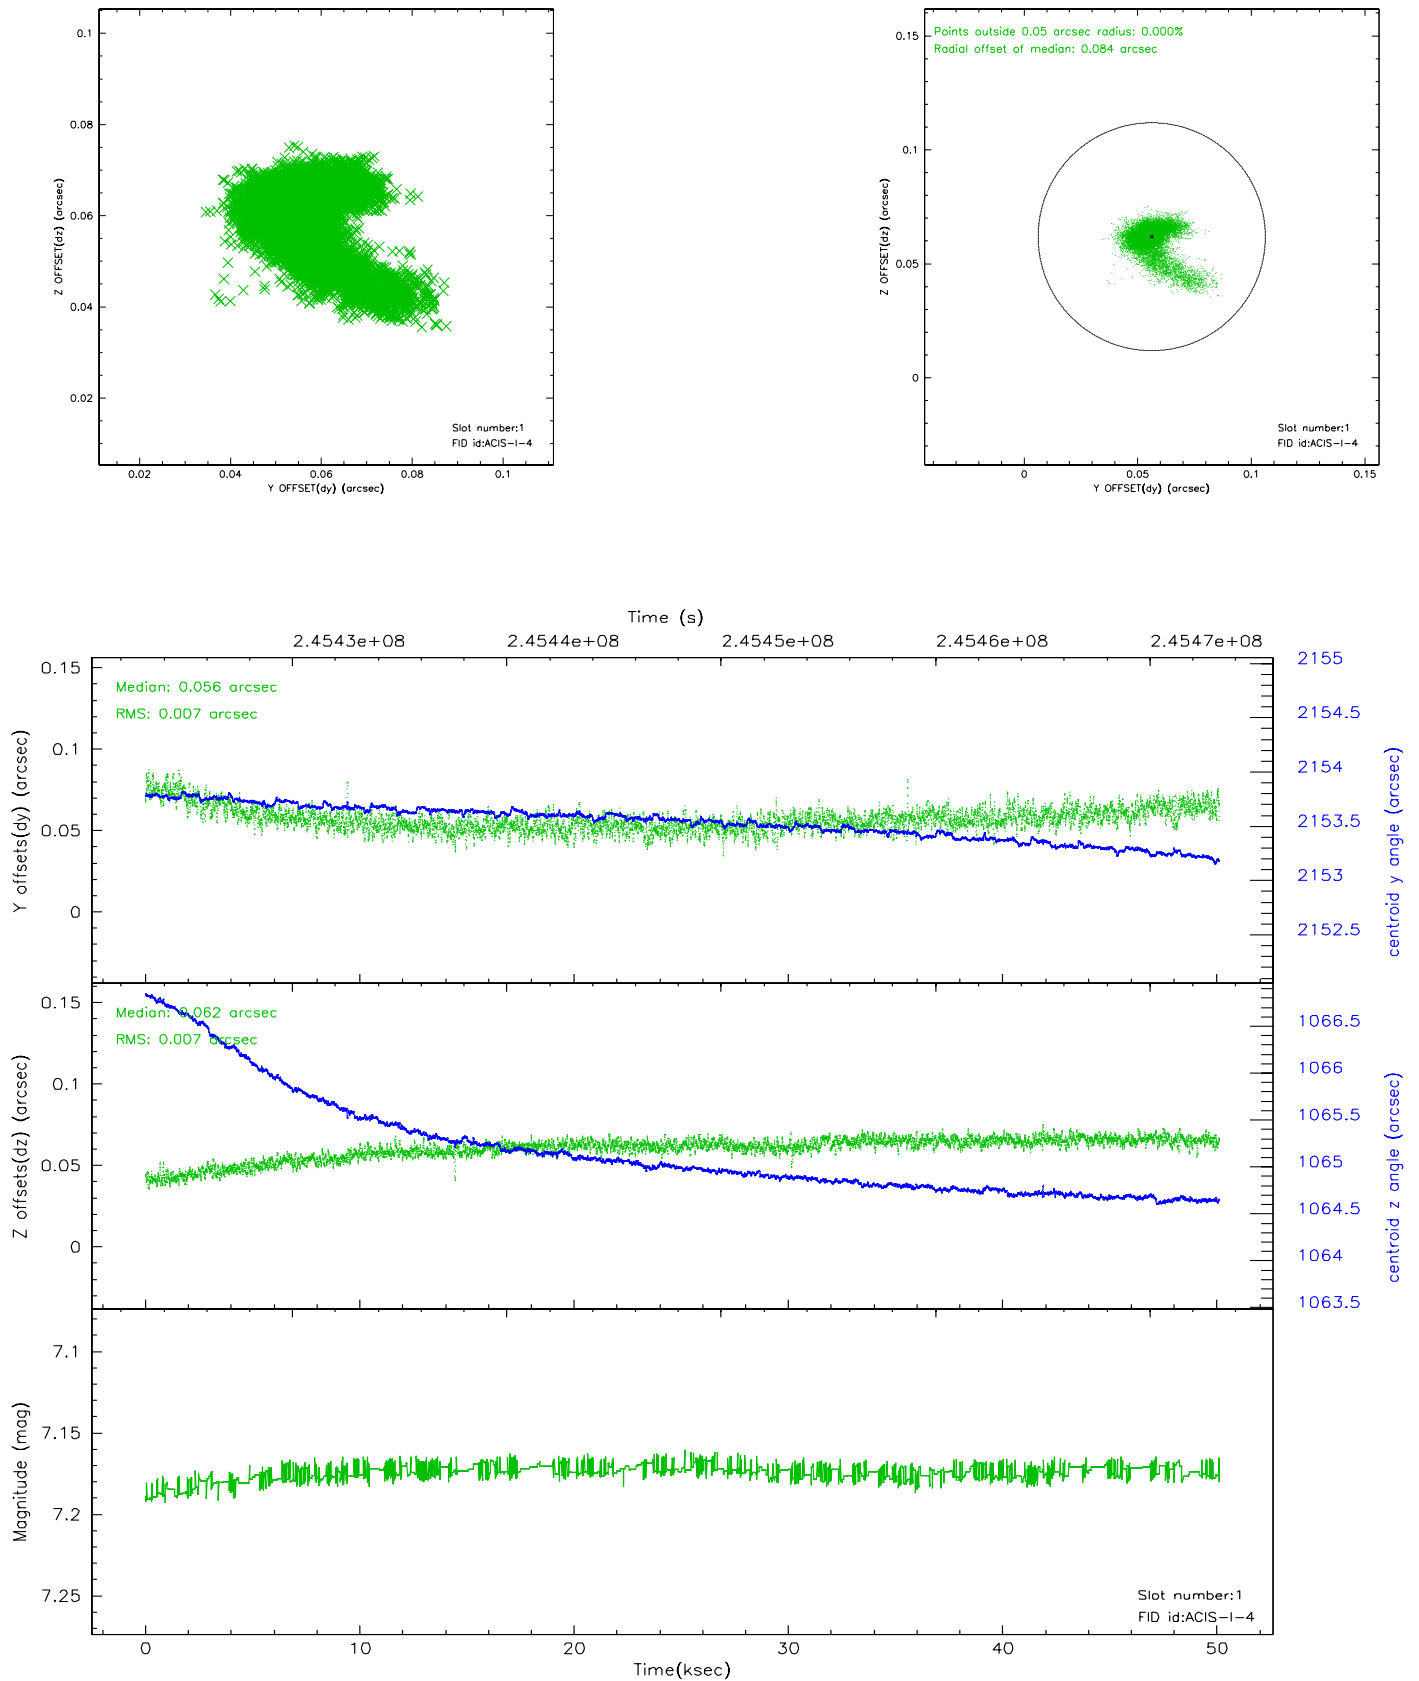 0.1
0.08
0.06
0.04
0.02
Z OFFSET(dz) (arcsec)
0.02 0.04 0.06 0.08 0.1
Y OFFSET(dy) (arcsec)
Slot number:1
FID id:ACIS-I-4
Points outside 0.05 arcsec radius: 0.000%
Radial offset of median: 0.084 arcsec
0.15
0.1
0.05
0
Z OFFSET(dz) (arcsec)
0 0.05 0.1 0.15
Y OFFSET(dy) (arcsec)
Slot number:1
FID id:ACIS-I-4
Time (s)
2.4543e+08 2.4544e+08 2.4545e+08 2.4546e+08 2.4547e+08
Median: 0.056 arcsec
RMS: 0.007 arcsec
0.15
0.1
0.05
0
Y offsets(dy) (arcsec)
2155
2154.5
2154
2153.5
2153
2152.5
centroid y angle (arcsec)
Median: 0.062 arcsec
RMS: 0.007 arcsec
0.15
0.1
0.05
0
Z offsets(dz) (arcsec)
1066.5
1066
1065.5
1065
1064.5
1064
1063.5
centroid z angle (arcsec)
7.1
7.15
7.2
7.25
Magnitude (mag)
Slot number:1
FID id:ACIS-I-4
0 10 20 30 40 50
Time(ksec)